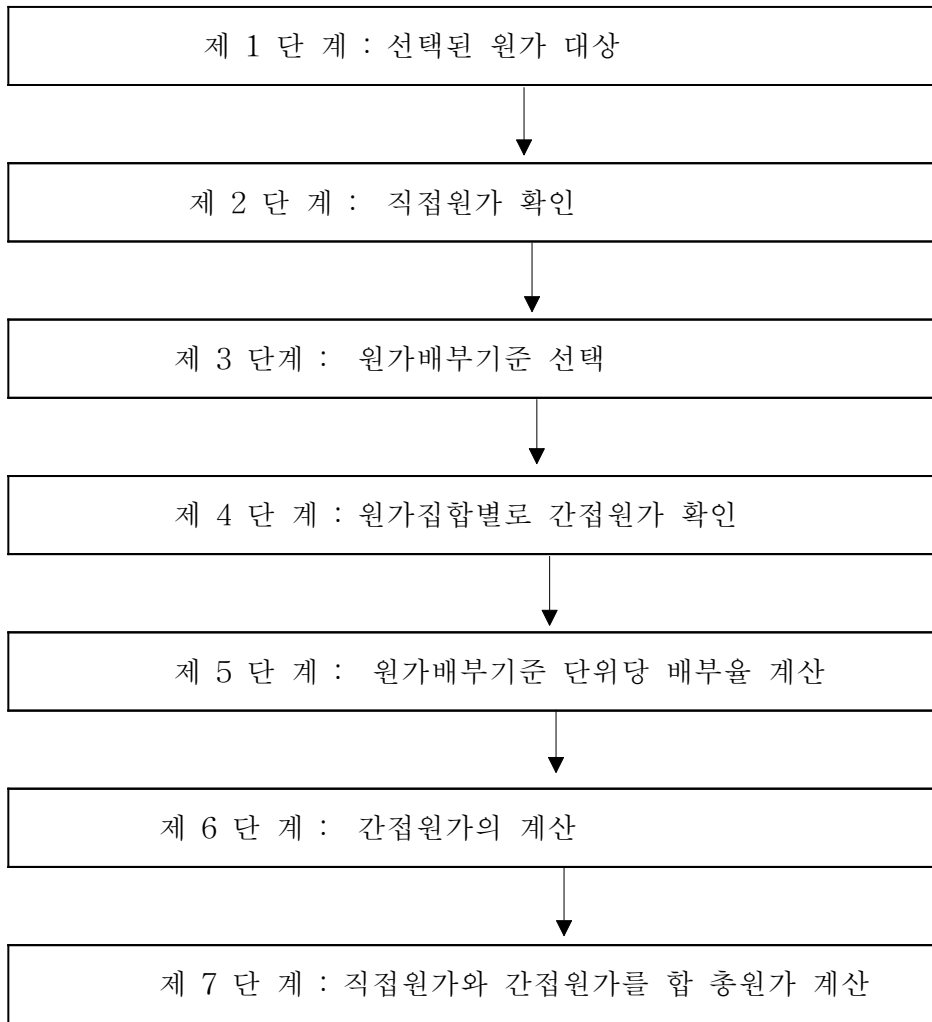 제 1 단 계 : 선택된 원가 대상
제 2 단 계 : 직접원가 확인
제 3 단계 : 원가배부기준 선택
제 4 단 계 : 원가집합별로 간접원가 확인
제 5 단 계 : 원가배부기준 단위당 배부율 계산
제 6 단 계 : 간접원가의 계산
제 7 단 계 : 직접원가와 간접원가를 합 총원가 계산